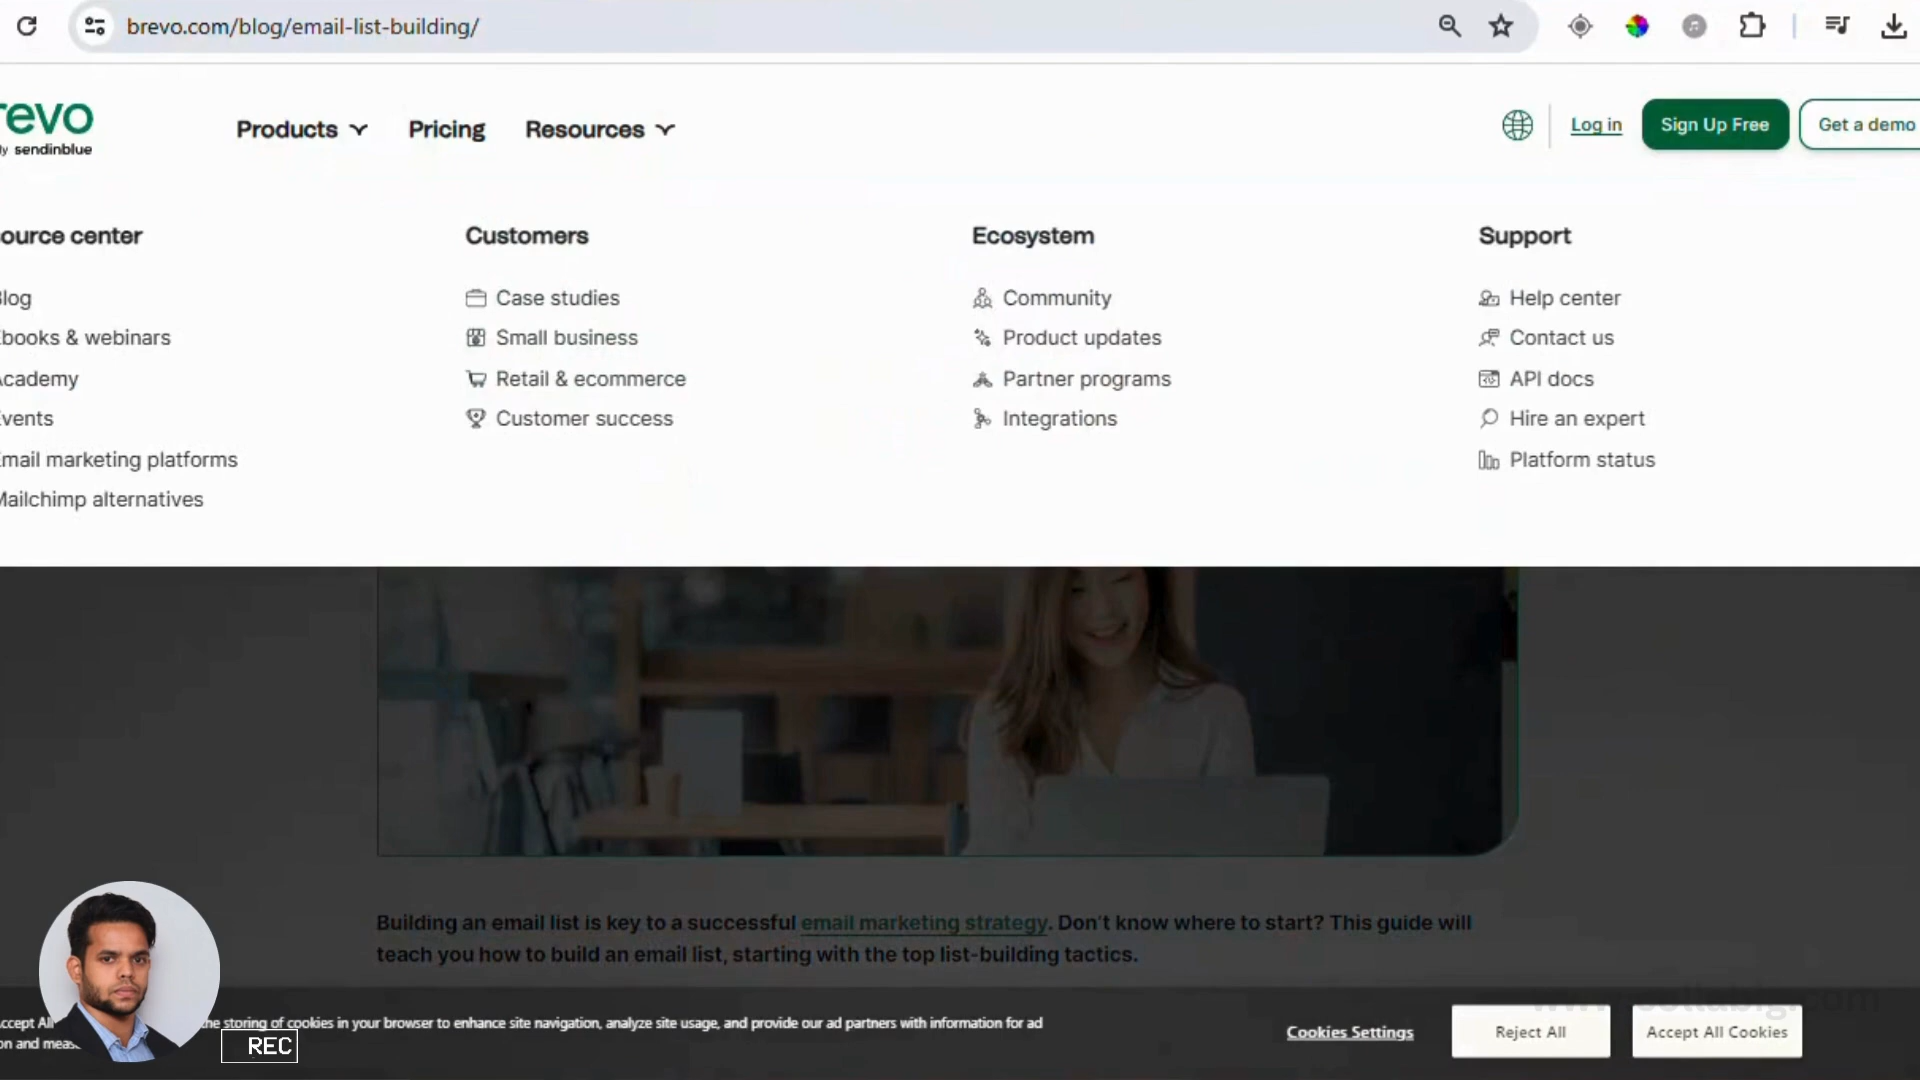 brevo.com/blog/email-list-building/
revo
Products
Pricing
Resources
Log in
Sign Up Free
Get a demo
ly sendinblue
ource center
log
books & webinars
cademy
vents
mail marketing platforms
Mailchimp alternatives
Customers
Case studies
Small business
Retail & ecommerce
Customer success
Ecosystem
Community
Product updates
Partner programs
Integrations
Support
Help center
Contact us
API docs
Hire an expert
Platform status
Building an email list is key to a successful email marketing strategy. Don't know where to start? This guide will
teach you how to build an email list, starting with the top list-building tactics.
ccept All the storing of cookies in your browser to enhance site navigation, analyze site usage, and provide our ad partners with information for ad
on and meas
Cookies Settings
Reject All
Accept All Cookies
REC